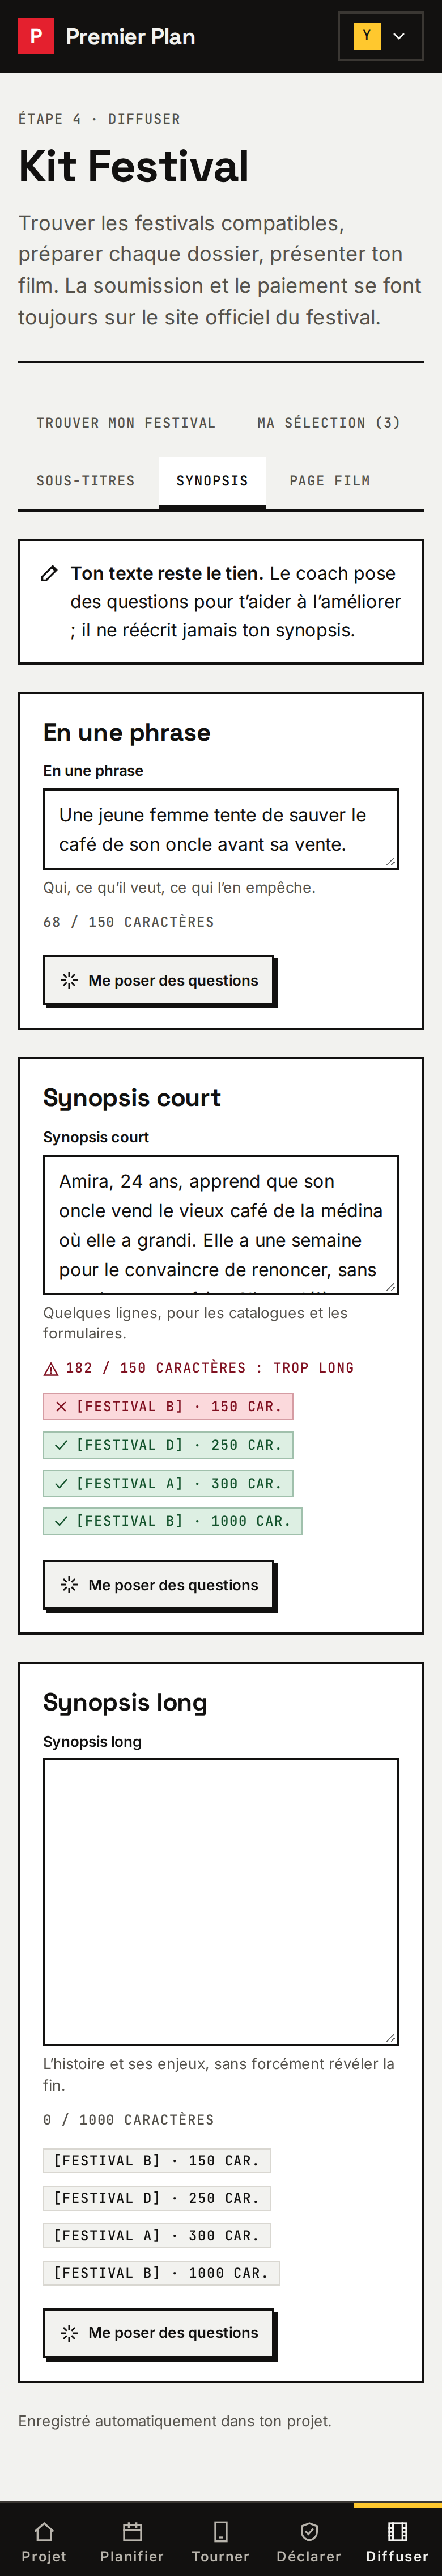 P Premier Plan Y
ÉTAPE 4 · DIFFUSER
Kit Festival
Trouver les festivals compatibles,
préparer chaque dossier, présenter ton
film. La soumission et le paiement se font
toujours sur le site officiel du festival.
TROUVER MON FESTIVAL MA SÉLECTION (3)
SOUS-TITRES SYNOPSIS PAGE FILM
Ton texte reste le tien. Le coach pose
des questions pour t’aider à l’améliorer
; il ne réécrit jamais ton synopsis.
En une phrase
En une phrase
Une jeune femme tente de sauver le
café de son oncle avant sa vente.
Qui, ce qu’il veut, ce qui l’en empêche.
68 / 150 CARACTÈRES
Me poser des questions
Synopsis court
Synopsis court
Amira, 24 ans, apprend que son
oncle vend le vieux café de la médina
où elle a grandi. Elle a une semaine
pour le convaincre de renoncer, sans
Quelques lignes, pour les catalogues et les
formulaires.
182 / 150 CARACTÈRES : TROP LONG
[FESTIVAL B] · 150 CAR.
[FESTIVAL D] · 250 CAR.
[FESTIVAL A] · 300 CAR.
[FESTIVAL B] · 1000 CAR.
Me poser des questions
Synopsis long
Synopsis long
L’histoire et ses enjeux, sans forcément révéler la
fin.
0 / 1000 CARACTÈRES
[FESTIVAL B] · 150 CAR.
[FESTIVAL D] · 250 CAR.
[FESTIVAL A] · 300 CAR.
[FESTIVAL B] · 1000 CAR.
Me poser des questions
Enregistré automatiquement dans ton projet.
Projet Planifier Tourner Déclarer Diffuser